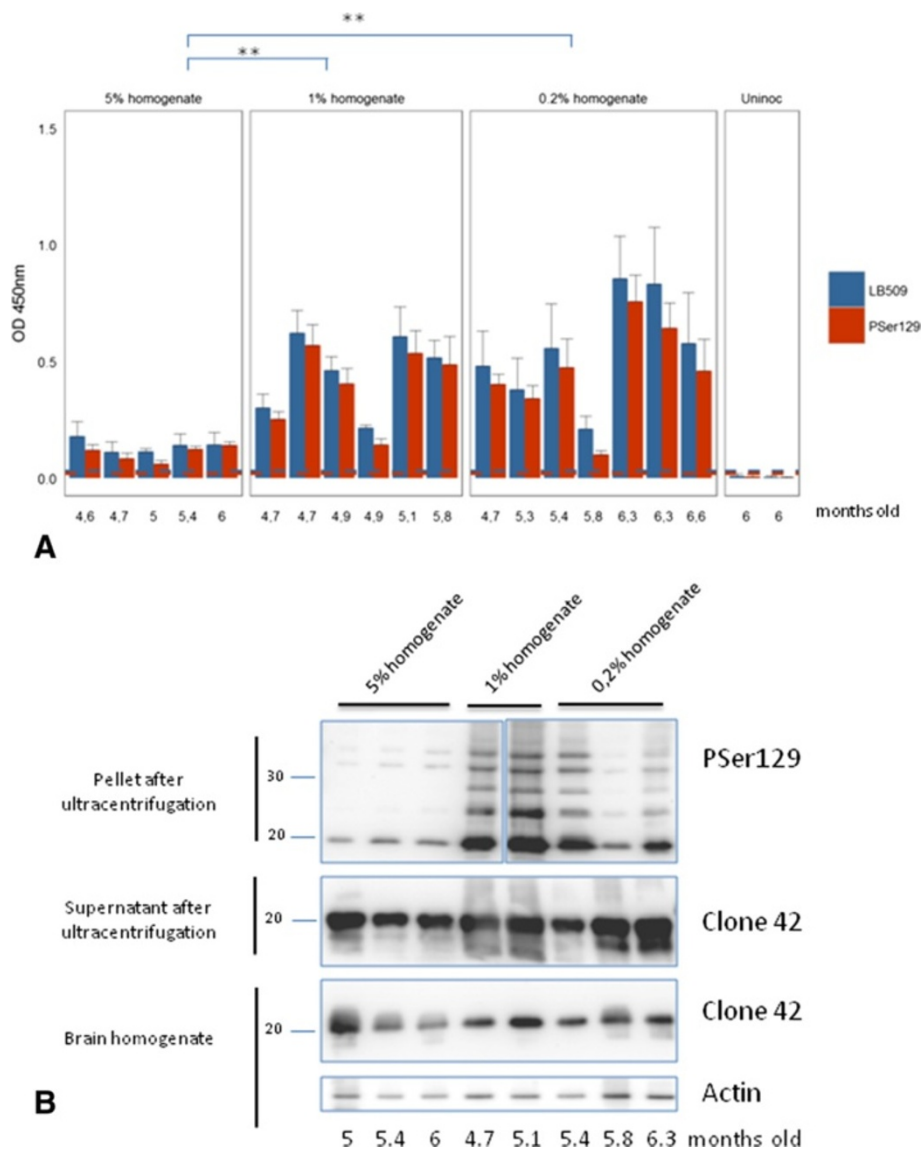 ** **
5% homogenate 1% homogenate 0.2% homogenate Uninoc
1.5
1.0
0.5
0.0
OD 450nm
LB509
PSer129
4,6 4,7 5 5,4 6 4,7 4,7 4,9 4,9 5,1 5,8 4,7 5,3 5,4 5,8 6,3 6,3 6,6 6 6 months old
A
5% homogenate 1% homogenate 0,2% homogenate
Pellet after
ultracentrifugation
30
20
PSer129
Supernatant after
ultracentrifugation
20
Clone 42
Brain homogenate
20
Clone 42
Actin
B
5 5.4 6 4.7 5.1 5.4 5.8 6.3 months old